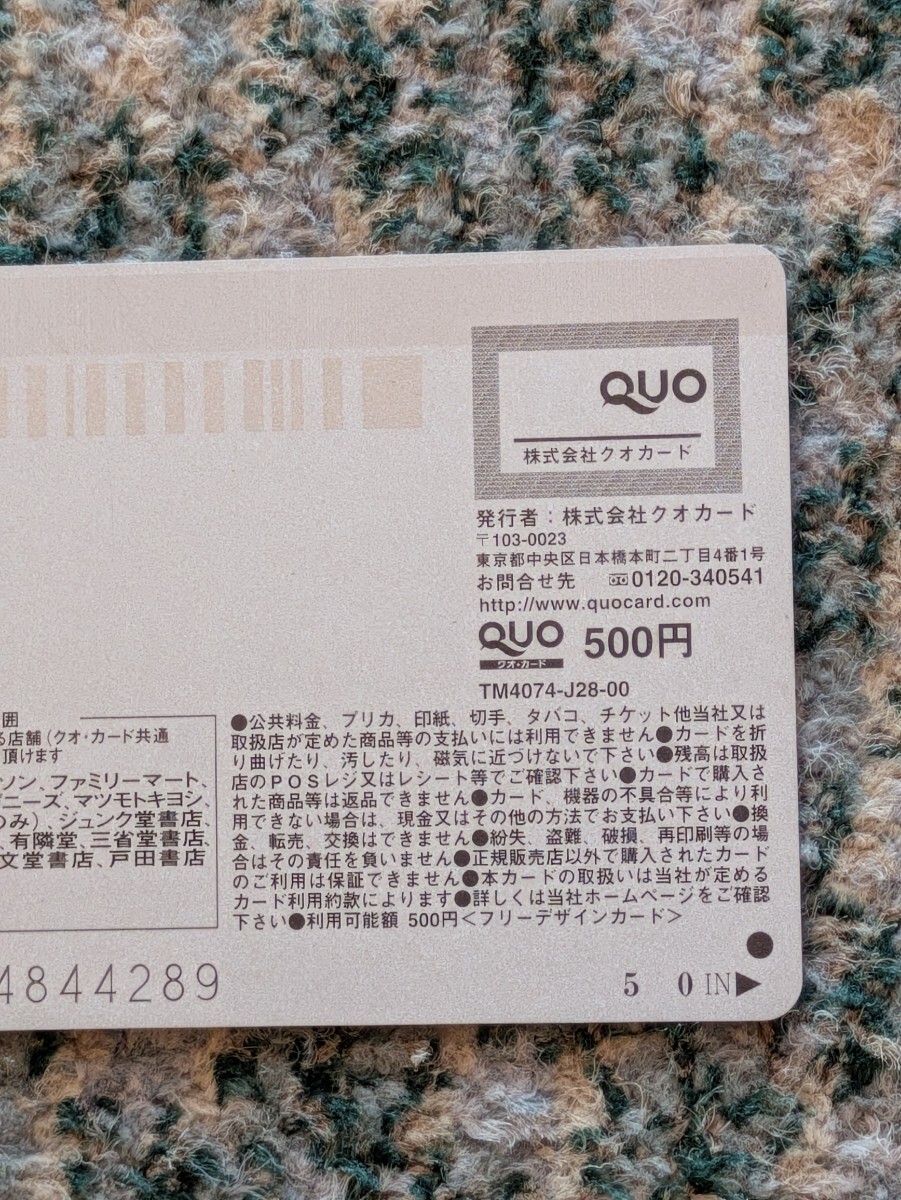 QUO
株式会社クオカード
発行者：株式会社クオカード
〒103-0023
東京都中央区日本橋本町二丁目4番1号
お問合せ先 0120-340541
http://www.quocard.com
QUO 500円
クオ・カード
TM4074-J28-00
囲
る店舗（クオ・カード共通
頂けます
ソン、ファミリーマート、
ニーズ、マツモトキヨシ、
つみ）、ジュンク堂書店、
、有隣堂、三省堂書店、
文堂書店、戸田書店
●公共料金、プリカ、印紙、切手、タバコ、チケット他当社又は
取扱店が定めた商品等の支払いには利用できません●カードを折
り曲げたり、汚したり、磁気に近づけないで下さい●残高は取扱
店のPOSレジ又はレシート等でご確認下さい●カードで購入さ
れた商品等は返品できません●カード、機器の不具合等により利
用できない場合は、現金又はその他の方法でお支払い下さい●換
金、転売、交換はできません●紛失、盗難、破損、再印刷等の場
合はその責任を負いません●正規販売店以外で購入されたカード
のご利用は保証できません●本カードの取扱いは当社が定める
カード利用約款によります●詳しくは当社ホームページをご確認
下さい●利用可能額 500円＜フリーデザインカード＞
4844289
5 0 IN▶